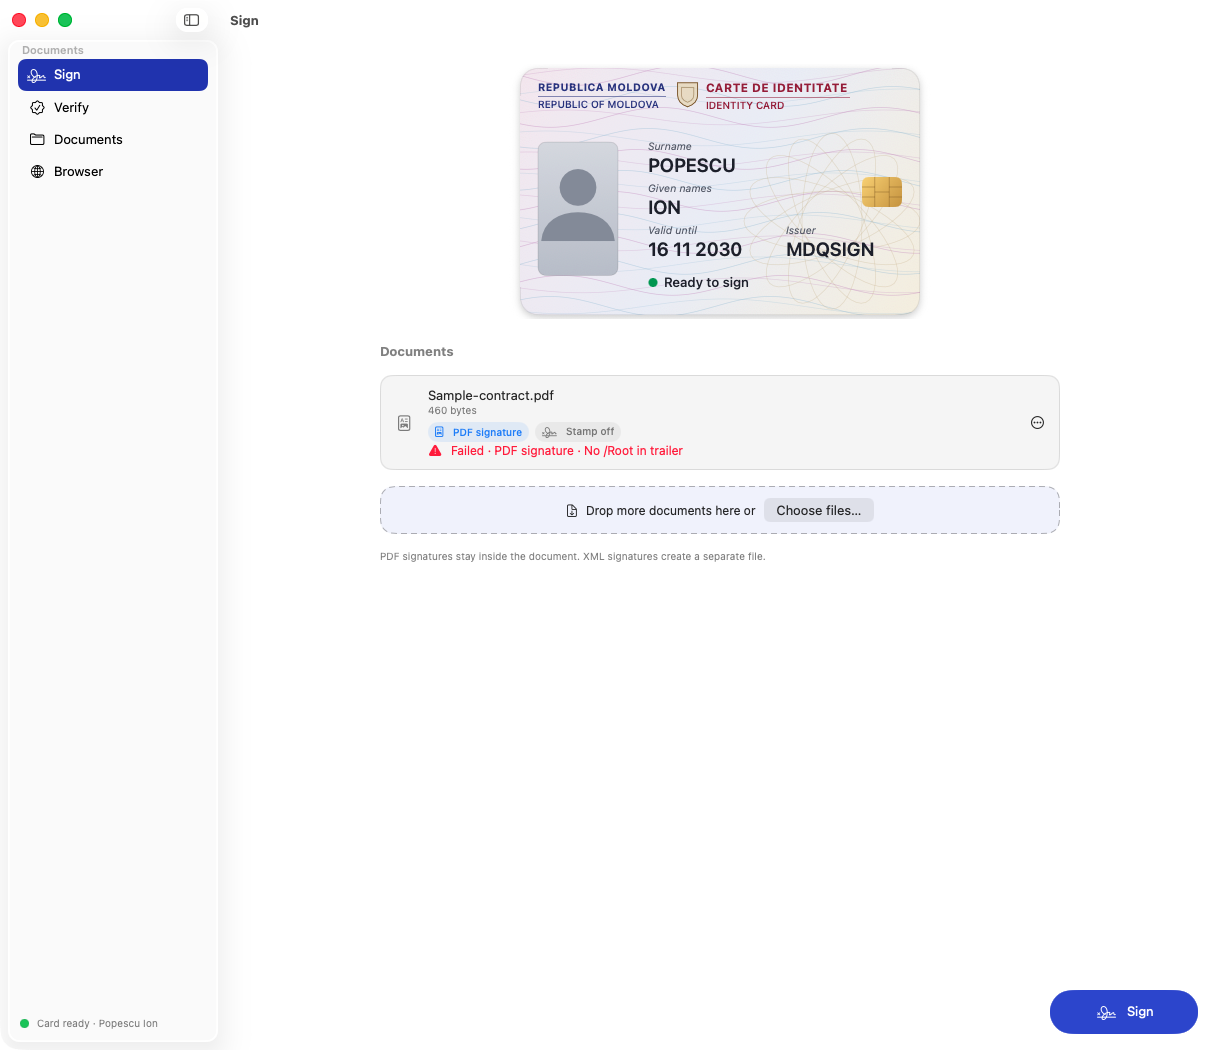 Sign
Documents
Sign
Verify
Documents
Browser
REPUBLICA MOLDOVA
REPUBLIC OF MOLDOVA
CARTE DE IDENTITATE
IDENTITY CARD
Surname
POPESCU
Given names
ION
Valid until
16 11 2030
Issuer
MDQSIGN
Ready to sign
Documents
Sample-contract.pdf
460 bytes
PDF signature
Stamp off
Failed · PDF signature · No /Root in trailer
Drop more documents here or Choose files...
PDF signatures stay inside the document. XML signatures create a separate file.
Card ready · Popescu Ion
Sign